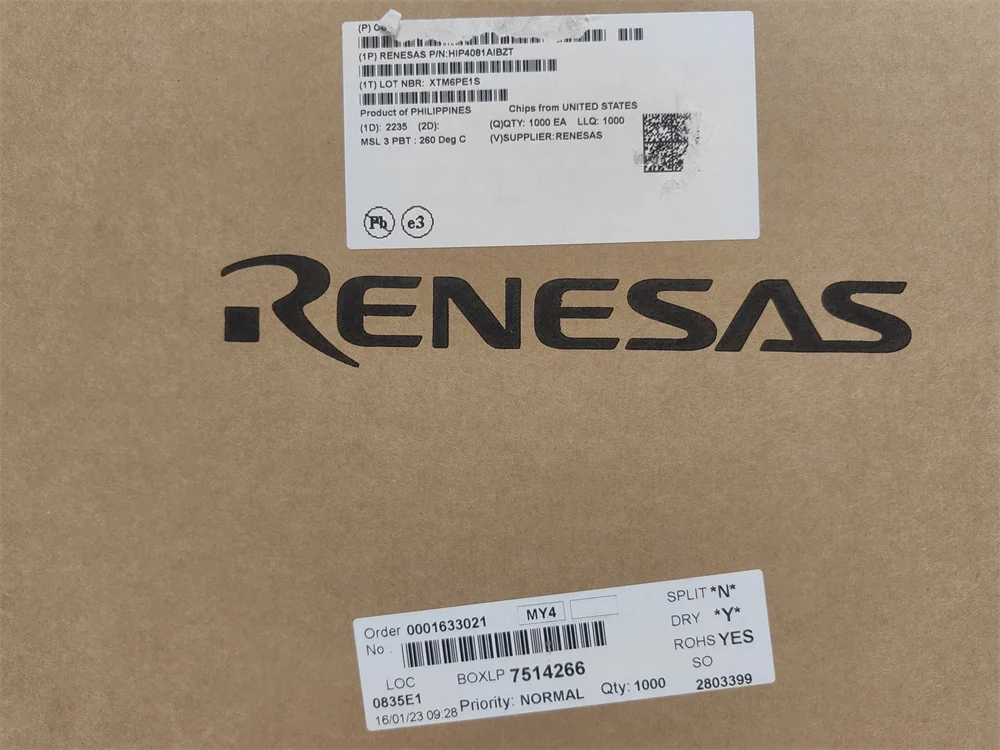 (P)
(1P) RENESAS P/N:HIP4081AIBZT
(1T) LOT NBR: XTM6PE1S
Product of PHILIPPINES Chips from UNITED STATES
(1D): 2235 (2D): (Q)QTY: 1000 EA LLQ: 1000
MSL 3 PBT : 260 Deg C (V)SUPPLIER:RENESAS
Pb e3
RENESAS
Order 0001633021 MY4 SPLIT *N*
No . DRY *Y*
ROHS YES
LOC BOXLP 7514266 SO
0835E1 Priority: NORMAL Qty: 1000 2803399
16/01/23 09:28